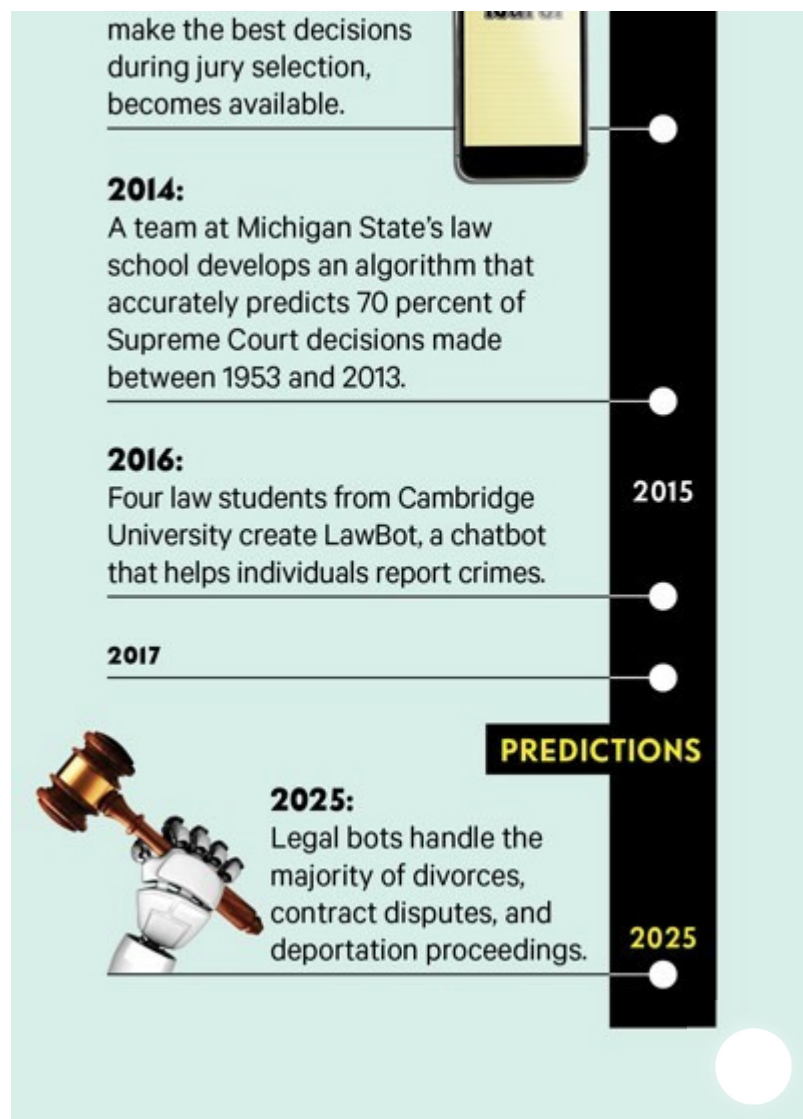 make the best decisions
during jury selection,
becomes available.
2014:
A team at Michigan State’s law
school develops an algorithm that
accurately predicts 70 percent of
Supreme Court decisions made
between 1953 and 2013.
2016:
Four law students from Cambridge
University create LawBot, a chatbot
that helps individuals report crimes.
2015
2017
PREDICTIONS
2025:
Legal bots handle the
majority of divorces,
contract disputes, and
deportation proceedings.
2025